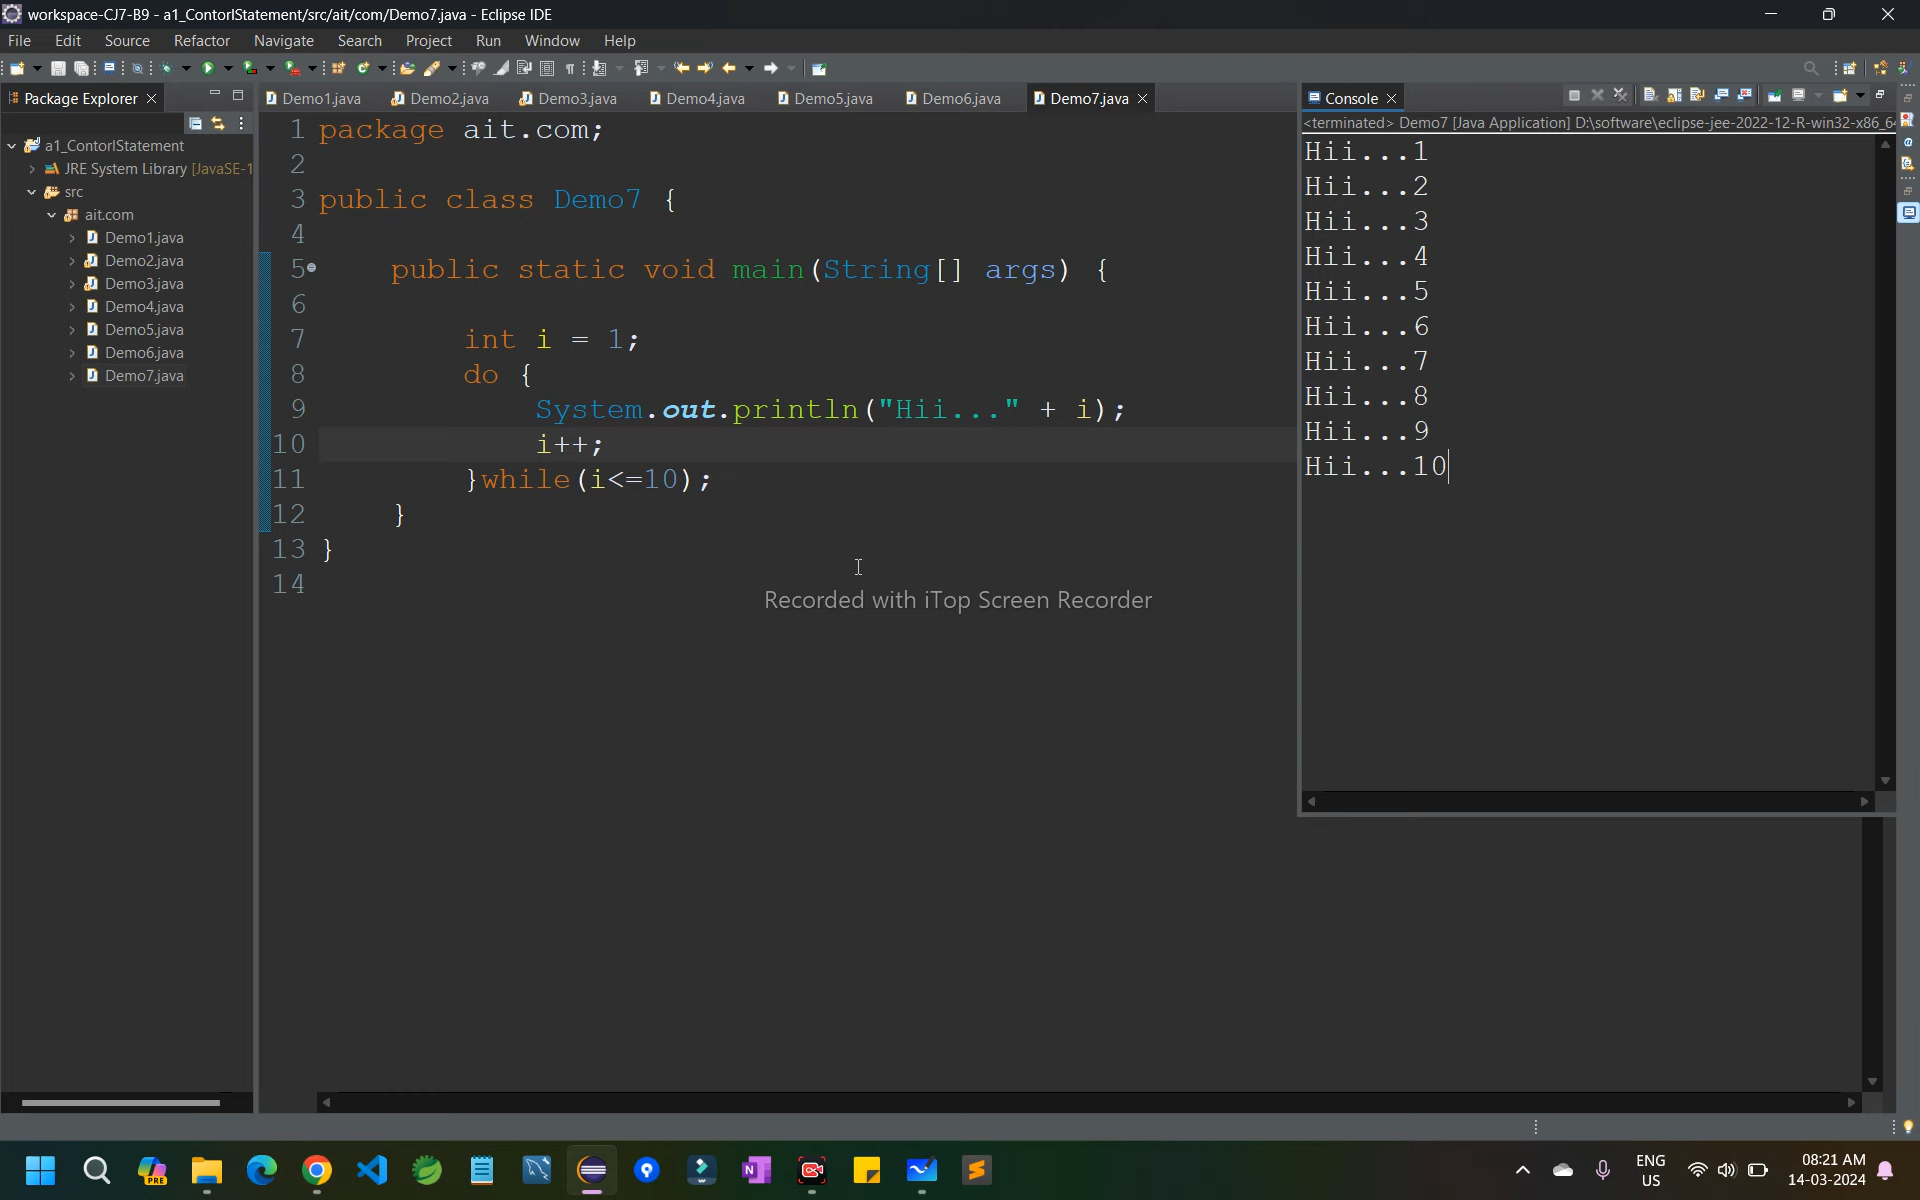 workspace-CJ7-B9 - a1_ContorlStatement/src/ait/com/Demo7.java - Eclipse IDE
File Edit Source Refactor Navigate Search Project Run Window Help
Package Explorer
Demo1.java Demo2.java Demo3.java Demo4.java Demo5.java Demo6.java Demo7.java
a1_ContorlStatement
JRE System Library [JavaSE-1
src
ait.com
Demo1.java
Demo2.java
Demo3.java
Demo4.java
Demo5.java
Demo6.java
Demo7.java
1 package ait.com;
2
3 public class Demo7 {
4
5 public static void main(String[] args) {
6
7 int i = 1;
8 do {
9 System.out.println("Hii..." + i);
10 i++;
11 }while(i<=10);
12 }
13 }
14
Recorded with iTop Screen Recorder
Console
<terminated> Demo7 [Java Application] D:\software\eclipse-jee-2022-12-R-win32-x86_64
Hii...1
Hii...2
Hii...3
Hii...4
Hii...5
Hii...6
Hii...7
Hii...8
Hii...9
Hii...10
PRE
ENG
US
08:21 AM
14-03-2024